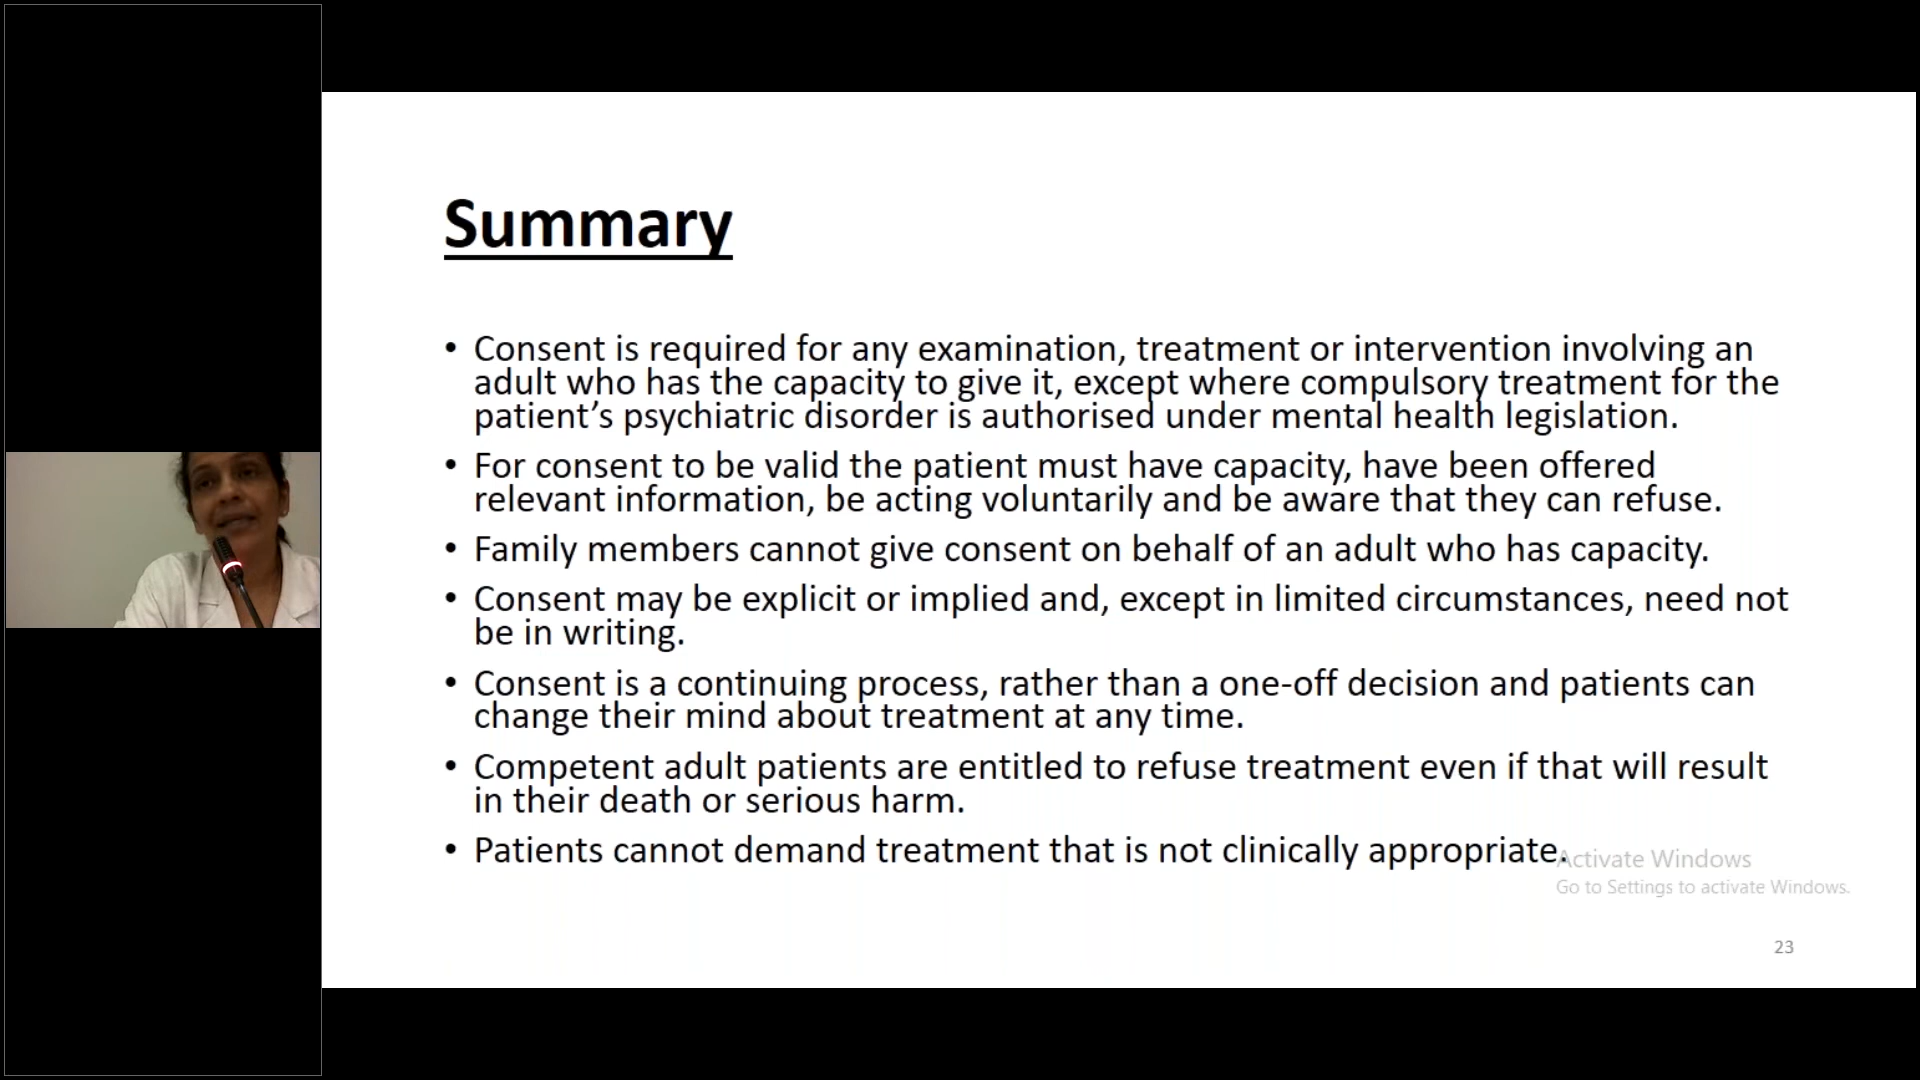 Summary
• Consent is required for any examination, treatment or intervention involving an
adult who has the capacity to give it, except where compulsory treatment for the
patient’s psychiatric disorder is authorised under mental health legislation.
• For consent to be valid the patient must have capacity, have been offered
relevant information, be acting voluntarily and be aware that they can refuse.
• Family members cannot give consent on behalf of an adult who has capacity.
• Consent may be explicit or implied and, except in limited circumstances, need not
be in writing.
• Consent is a continuing process, rather than a one-off decision and patients can
change their mind about treatment at any time.
• Competent adult patients are entitled to refuse treatment even if that will result
in their death or serious harm.
• Patients cannot demand treatment that is not clinically appropriate.
Activate Windows
Go to Settings to activate Windows.
23